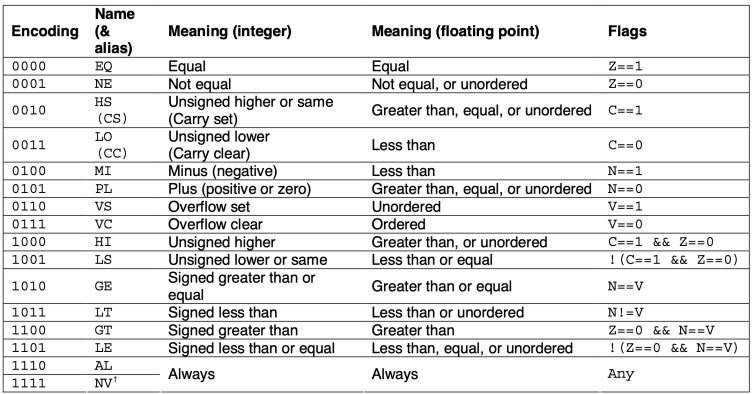 Encoding Name (& alias) Meaning (integer) Meaning (floating point) Flags
0000 EQ Equal Equal Z==1
0001 NE Not equal Not equal, or unordered Z==0
0010 HS (CS) Unsigned higher or same (Carry set) Greater than, equal, or unordered C==1
0011 LO (CC) Unsigned lower (Carry clear) Less than C==0
0100 MI Minus (negative) Less than N==1
0101 PL Plus (positive or zero) Greater than, equal, or unordered N==0
0110 VS Overflow set Unordered V==1
0111 VC Overflow clear Ordered V==0
1000 HI Unsigned higher Greater than, or unordered C==1 && Z==0
1001 LS Unsigned lower or same Less than or equal !(C==1 && Z==0)
1010 GE Signed greater than or equal Greater than or equal N==V
1011 LT Signed less than Less than or unordered N!=V
1100 GT Signed greater than Greater than Z==0 && N==V
1101 LE Signed less than or equal Less than, equal, or unordered !(Z==0 && N==V)
1110 AL Always Always Any
1111 NV†